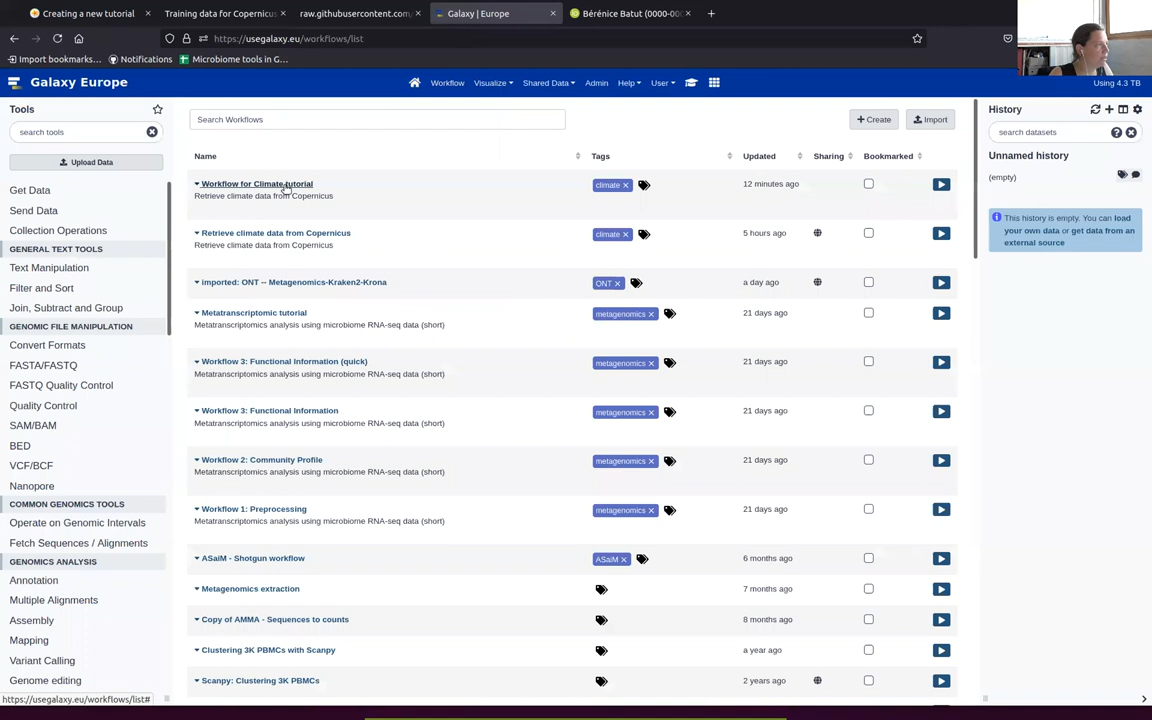 Creating a new tutorial
Training data for Copernicus
raw.githubusercontent.com/
Galaxy | Europe
Bérénice Batut (0000-000
https://usegalaxy.eu/workflows/list
Import bookmarks...
Notifications
Microbiome tools in G...
Galaxy Europe
Workflow
Visualize
Shared Data
Admin
Help
User
Using 4.3 TB
Tools
search tools
Upload Data
Get Data
Send Data
Collection Operations
GENERAL TEXT TOOLS
Text Manipulation
Filter and Sort
Join, Subtract and Group
GENOMIC FILE MANIPULATION
Convert Formats
FASTA/FASTQ
FASTQ Quality Control
Quality Control
SAM/BAM
BED
VCF/BCF
Nanopore
COMMON GENOMICS TOOLS
Operate on Genomic Intervals
Fetch Sequences / Alignments
GENOMICS ANALYSIS
Annotation
Multiple Alignments
Assembly
Mapping
Variant Calling
Genome editing
https://usegalaxy.eu/workflows/list#
Search Workflows
Create
Import
Name Tags Updated Sharing Bookmarked
Workflow for Climate tutorial climate 12 minutes ago
Retrieve climate data from Copernicus
Retrieve climate data from Copernicus climate 5 hours ago
Retrieve climate data from Copernicus
imported: ONT -- Metagenomics-Kraken2-Krona ONT a day ago
Metatranscriptomic tutorial metagenomics 21 days ago
Metatranscriptomics analysis using microbiome RNA-seq data (short)
Workflow 3: Functional Information (quick) metagenomics 21 days ago
Metatranscriptomics analysis using microbiome RNA-seq data (short)
Workflow 3: Functional Information metagenomics 21 days ago
Metatranscriptomics analysis using microbiome RNA-seq data (short)
Workflow 2: Community Profile metagenomics 21 days ago
Metatranscriptomics analysis using microbiome RNA-seq data (short)
Workflow 1: Preprocessing metagenomics 21 days ago
Metatranscriptomics analysis using microbiome RNA-seq data (short)
ASaiM - Shotgun workflow ASaiM 6 months ago
Metagenomics extraction 7 months ago
Copy of AMMA - Sequences to counts 8 months ago
Clustering 3K PBMCs with Scanpy a year ago
Scanpy: Clustering 3K PBMCs 2 years ago
History
search datasets
Unnamed history
(empty)
This history is empty. You can load
your own data or get data from an
external source